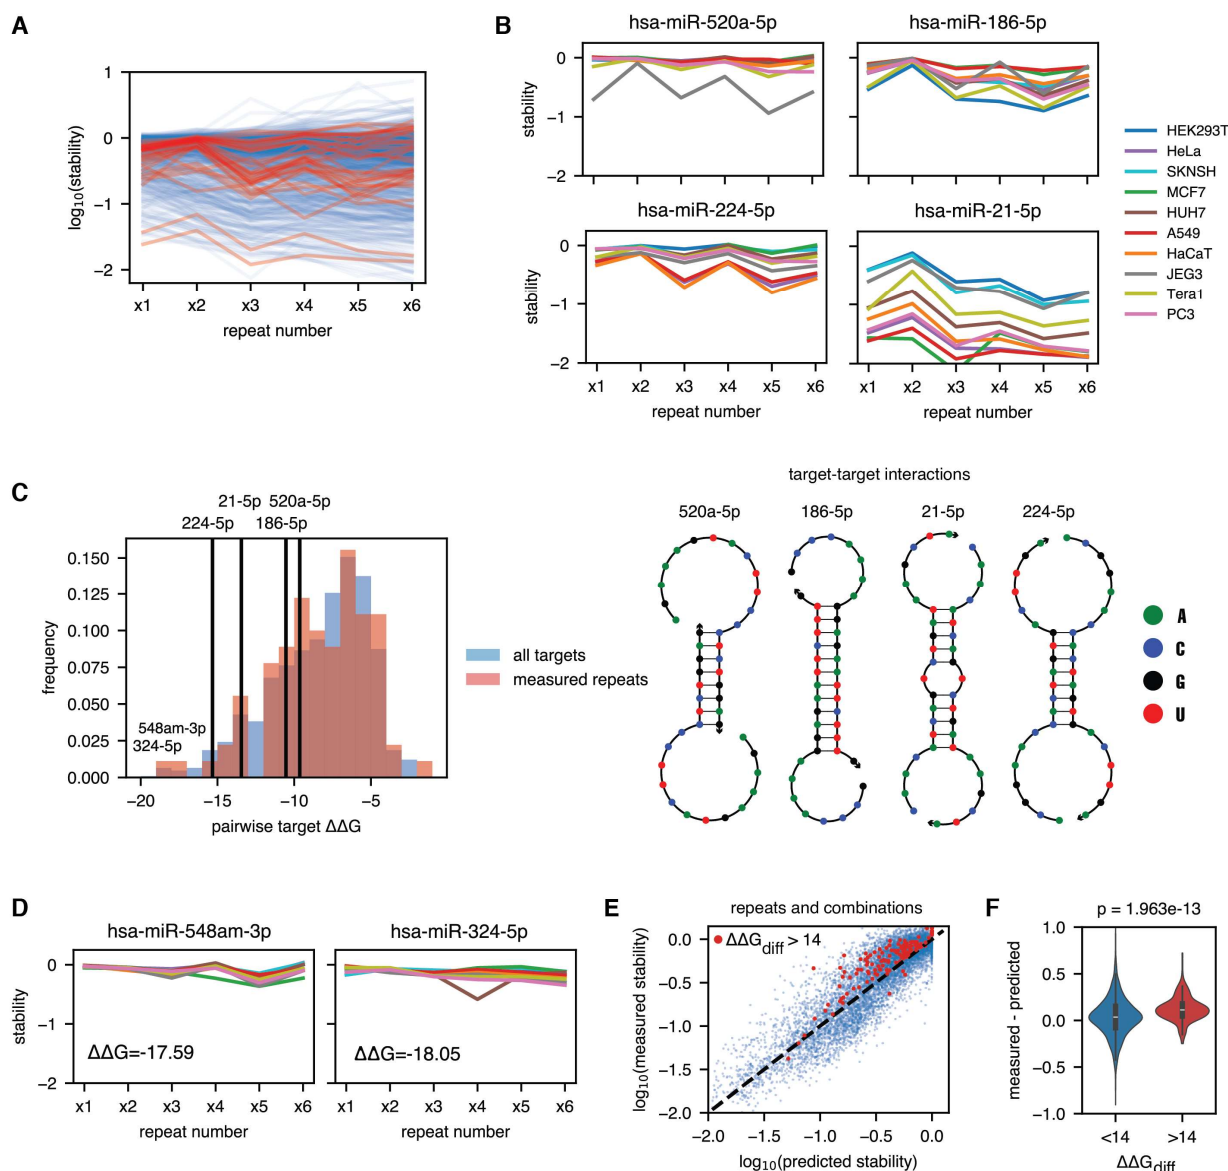 A
1
0
−1
−2
log₁₀(stability)
x1 x2 x3 x4 x5 x6
repeat number
B
hsa-miR-520a-5p
hsa-miR-186-5p
0
−1
−2
stability
hsa-miR-224-5p
hsa-miR-21-5p
0
−1
−2
stability
x1 x2 x3 x4 x5 x6
x1 x2 x3 x4 x5 x6
repeat number
repeat number
HEK293T
HeLa
SKNSH
MCF7
HUH7
A549
HaCaT
JEG3
Tera1
PC3
C
21-5p 520a-5p
224-5p 186-5p
0.150
0.125
0.100
0.075
0.050
0.025
0.000
frequency
548am-3p
324-5p
−20 −15 −10 −5
pairwise target ΔΔG
all targets
measured repeats
target-target interactions
520a-5p 186-5p 21-5p 224-5p
A
C
G
U
D
hsa-miR-548am-3p
hsa-miR-324-5p
0
−1
−2
stability
ΔΔG=-17.59
ΔΔG=-18.05
x1 x2 x3 x4 x5 x6
x1 x2 x3 x4 x5 x6
repeat number
repeat number
E
repeats and combinations
ΔΔG_diff > 14
0.0
−0.5
−1.0
−1.5
−2.0
log₁₀(measured stability)
−2.0 −1.5 −1.0 −0.5 0.0
log₁₀(predicted stability)
F
p = 1.963e-13
1.0
0.5
0.0
−0.5
−1.0
measured - predicted
<14 >14
ΔΔG_diff